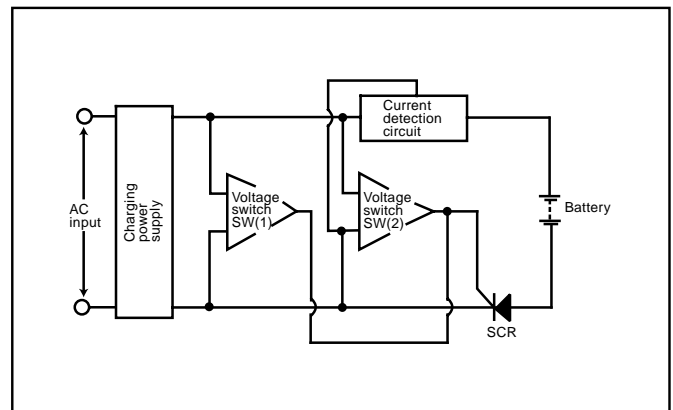 AC
input
Charging
power
supply
Voltage
switch
SW(1)
Voltage
switch
SW(2)
Current
detection
circuit
Battery
SCR